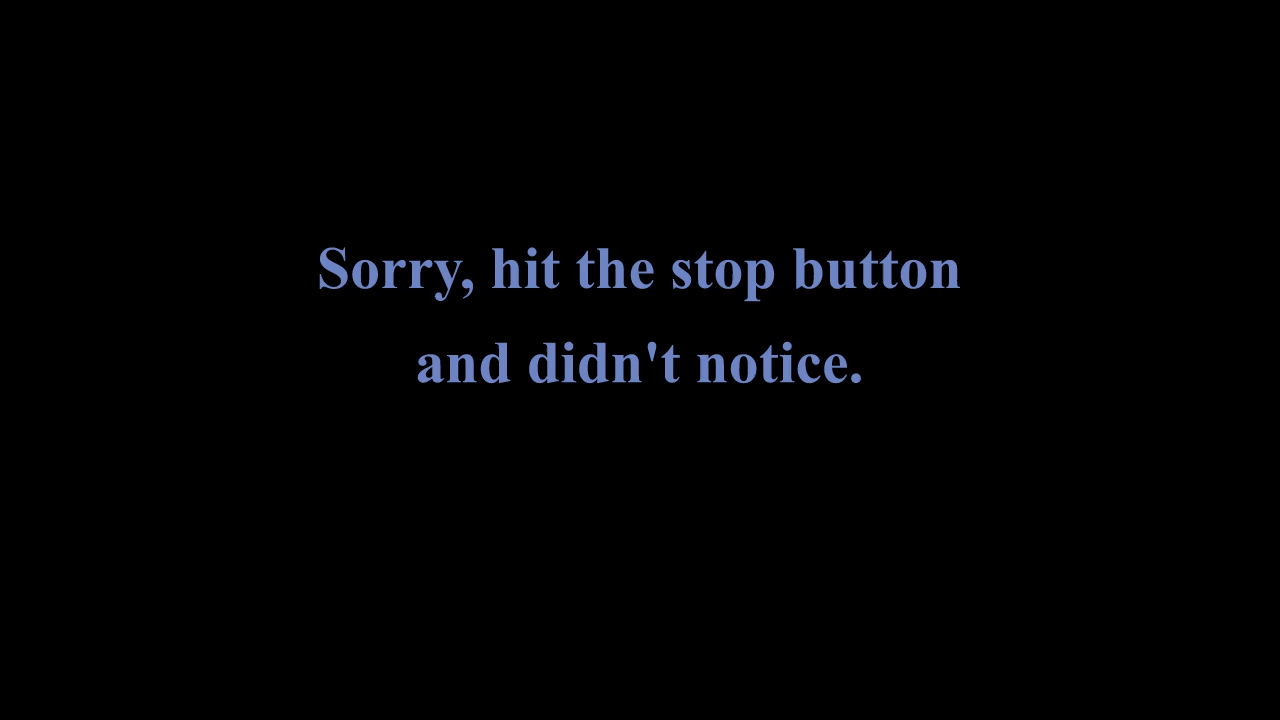 Sorry, hit the stop button
and didn't notice.